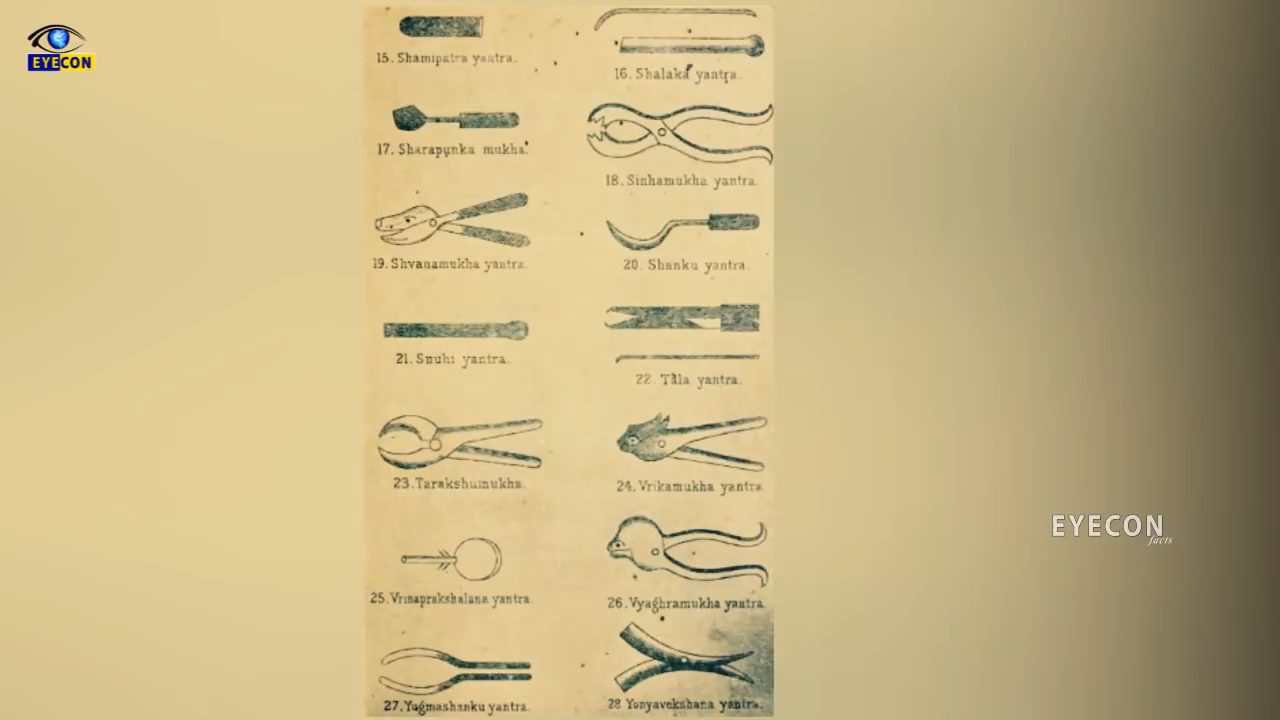 EYECON
15. Shamipatra yantra.
16. Shalaka yantra.
17. Sharapunka mukha.
18. Sinhamukha yantra.
19. Shvanamukha yantra.
20. Shanku yantra.
21. Snuhi yantra.
22. Tâla yantra.
23. Tarakshumukha.
24. Vrikamukha yantra.
25. Vrinaprakshalana yantra.
26. Vyaghramukha yantra.
27. Yugmashanku yantra.
28 Yonyavekshana yantra.
EYECON
facts